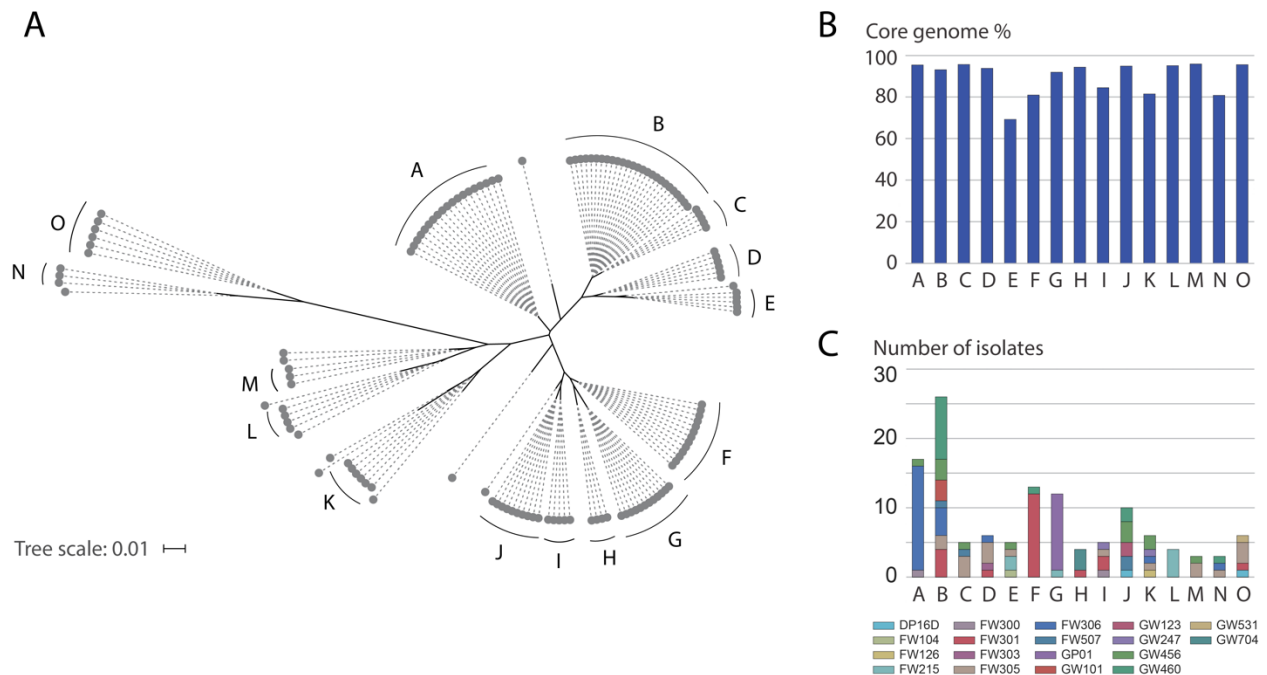 A
B
Core genome %
100
80
60
40
20
0
A B C D E F G H I J K L M N O
A
B
C
D
E
F
G
H
I
J
K
L
M
N
O
Tree scale: 0.01
C
Number of isolates
30
20
10
0
A B C D E F G H I J K L M N O
DP16D FW300 FW306 GW123 GW531
FW104 FW301 FW507 GW247 GW704
FW126 FW303 GP01 GW456
FW215 FW305 GW101 GW460